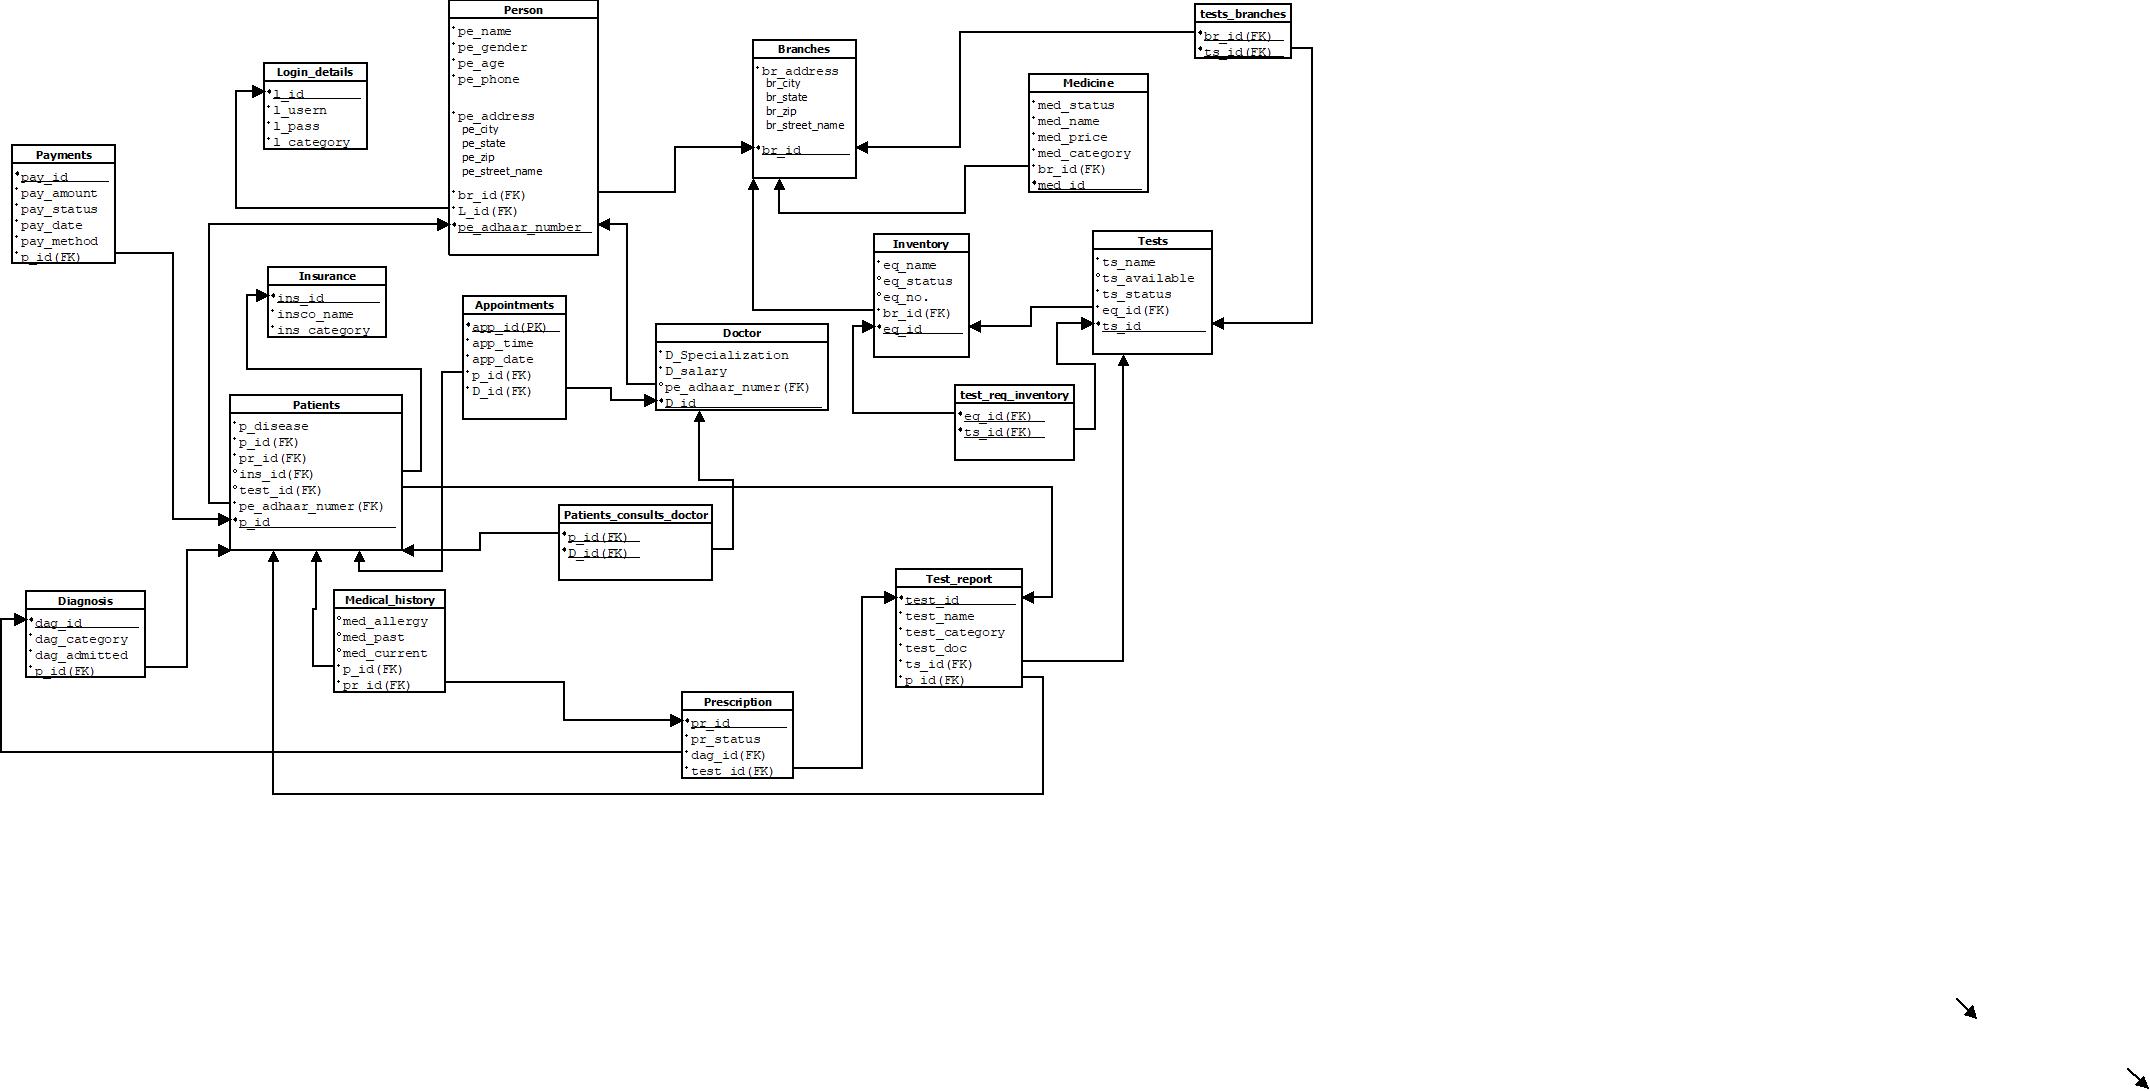 Person
pe_name
pe_gender
pe_age
pe_phone
pe_address
pe_city
pe_state
pe_zip
pe_street_name
br_id(FK)
L_id(FK)
pe_adhaar_number
tests_branches
br_id(FK)
ts_id(FK)
Branches
br_address
br_city
br_state
br_zip
br_street_name
br_id
Login_details
l_id
l_usern
l_pass
l_category
Medicine
med_status
med_name
med_price
med_category
br_id(FK)
med_id
Payments
pay_id
pay_amount
pay_status
pay_date
pay_method
p_id(FK)
Inventory
eq_name
eq_status
eq_no.
br_id(FK)
eq_id
Tests
ts_name
ts_available
ts_status
eq_id(FK)
ts_id
Insurance
ins_id
insco_name
ins_category
Appointments
app_id(PK)
app_time
app_date
p_id(FK)
D_id(FK)
Doctor
D_Specialization
D_salary
pe_adhaar_numer(FK)
D_id
test_req_inventory
eq_id(FK)
ts_id(FK)
Patients
p_disease
p_id(FK)
pr_id(FK)
ins_id(FK)
test_id(FK)
pe_adhaar_numer(FK)
p_id
Patients_consults_doctor
p_id(FK)
D_id(FK)
Diagnosis
dag_id
dag_category
dag_admitted
p_id(FK)
Medical_history
med_allergy
med_past
med_current
p_id(FK)
pr_id(FK)
Test_report
test_id
test_name
test_category
test_doc
ts_id(FK)
p_id(FK)
Prescription
pr_id
pr_status
dag_id(FK)
test_id(FK)